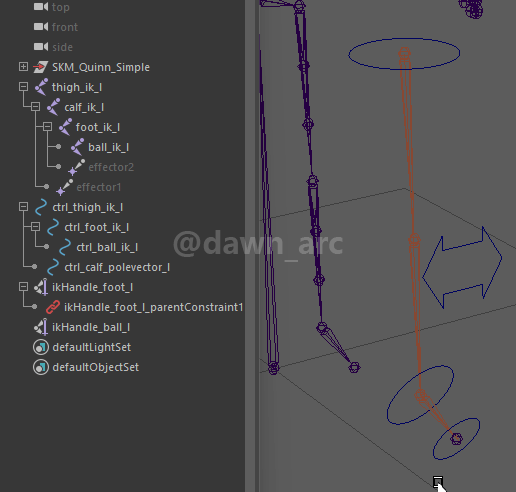 top
front
side
SKM_Quinn_Simple
thigh_ik_l
calf_ik_l
foot_ik_l
ball_ik_l
effector2
effector1
ctrl_thigh_ik_l
ctrl_foot_ik_l
@dawn_arc
ctrl_ball_ik_l
ctrl_calf_polevector_l
ikHandle_foot_l
ikHandle_foot_l_parentConstraint1
ikHandle_ball_l
defaultLightSet
defaultObjectSet